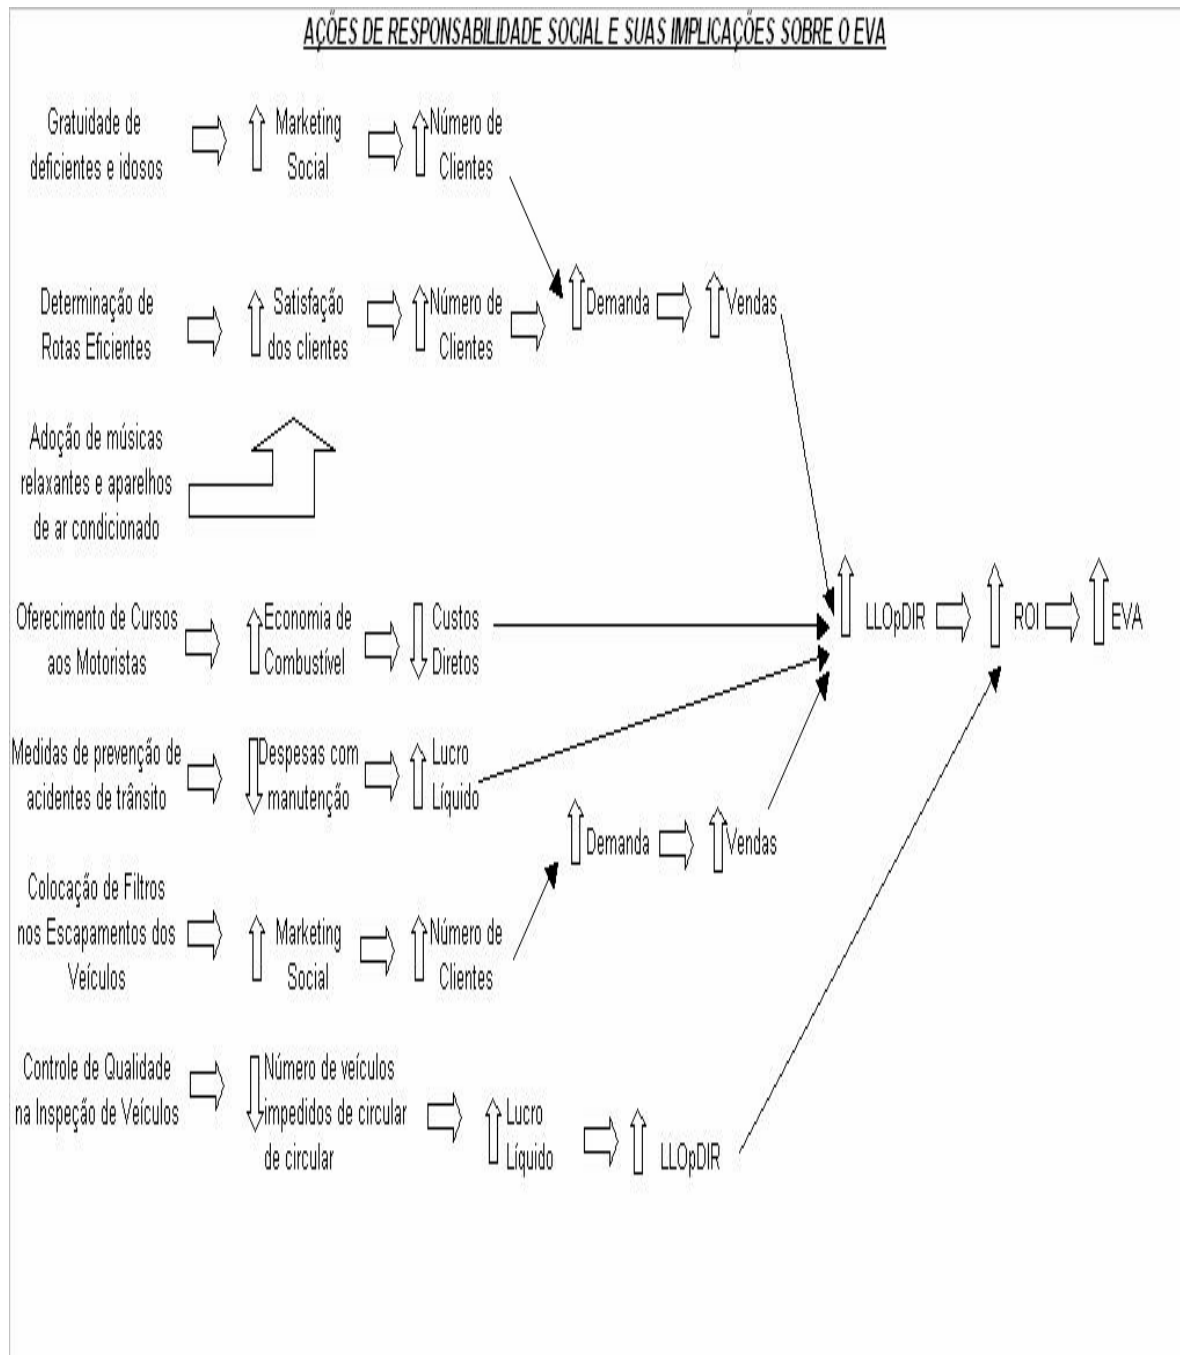 AÇÕES DE RESPONSABILIDADE SOCIAL E SUAS IMPLICAÇÕES SOBRE O EVA
Gratuidade de
deficientes e idosos
Marketing
Social
Número de
Clientes
Determinação de
Rotas Eficientes
Satisfação
dos clientes
Número de
Clientes
Demanda
Vendas
Adoção de músicas
relaxantes e aparelhos
de ar condicionado
Oferecimento de Cursos
aos Motoristas
Economia de
Combustível
Custos
Diretos
LLOpDIR
ROI
EVA
Medidas de prevenção de
acidentes de trânsito
Despesas com
manutenção
Lucro
Líquido
Demanda
Vendas
Colocação de Filtros
nos Escapamentos dos
Veículos
Marketing
Social
Número de
Clientes
Controle de Qualidade
na Inspeção de Veículos
Número de veículos
impedidos de circular
de circular
Lucro
Líquido
LLOpDIR